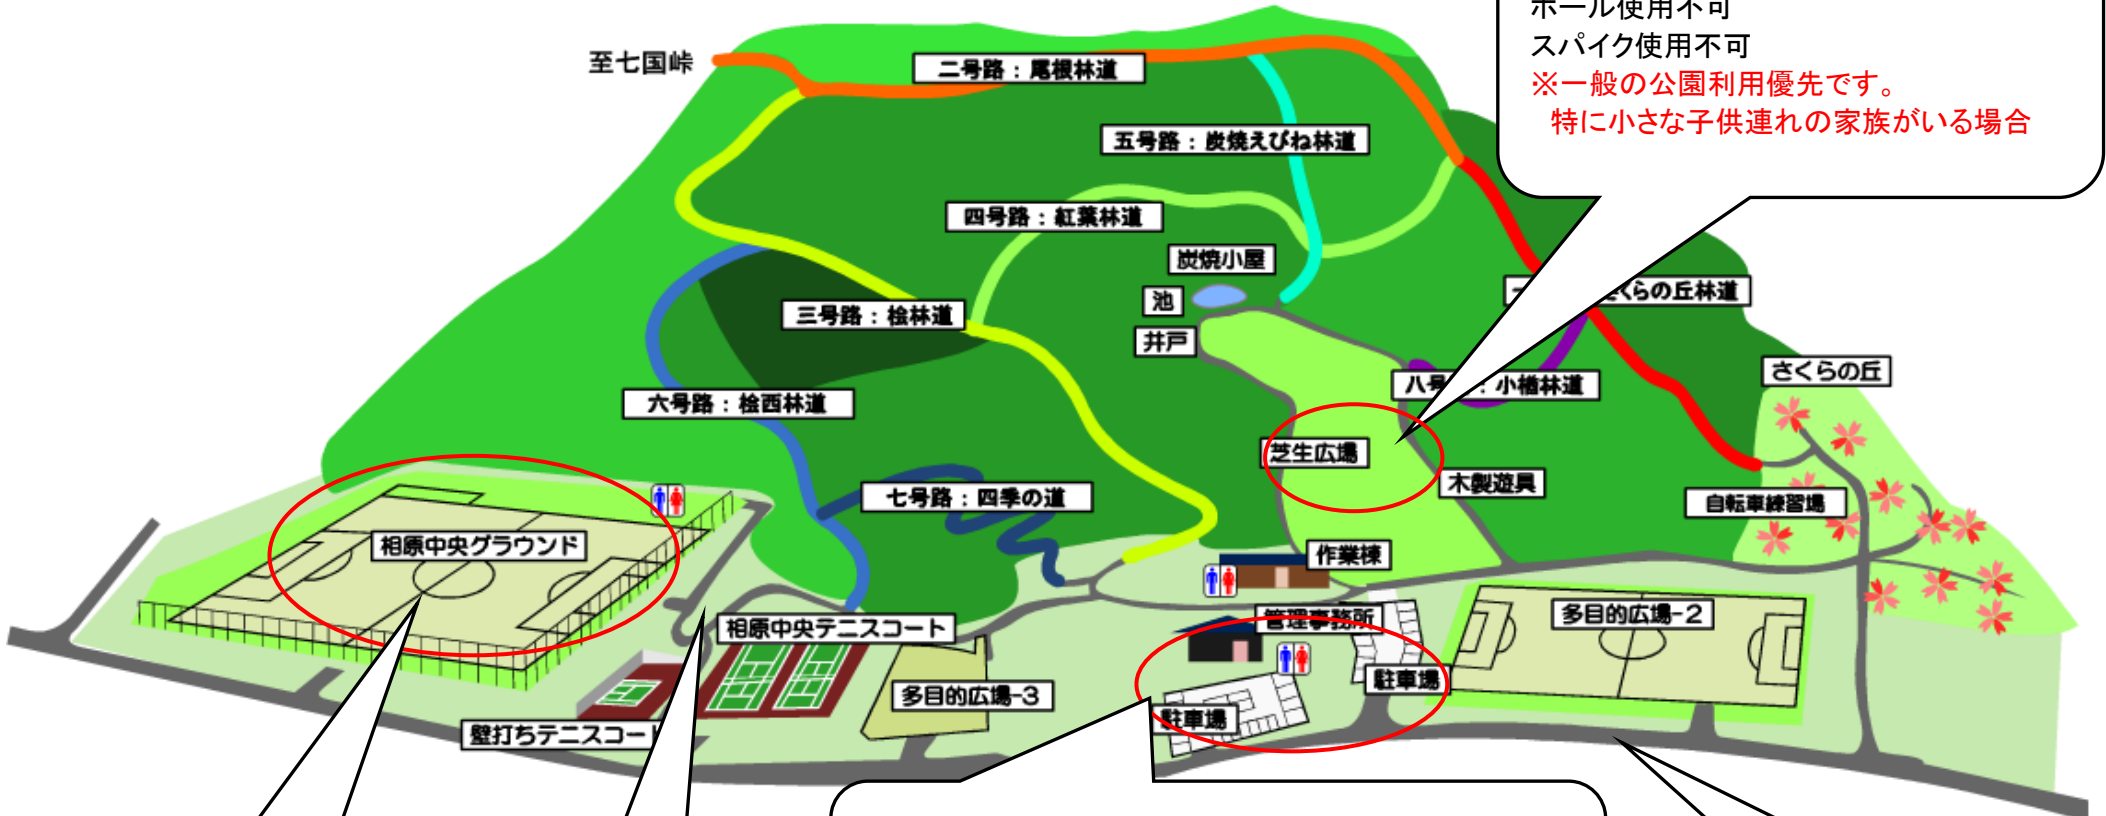 ボール使用不可
スパイク使用不可
※一般の公園利用優先です。
特に小さな子供連れの家族がいる場合
至七国峠
二号路：尾根林道
五号路：炭焼えびね林道
四号路：紅葉林道
炭焼小屋
池
井戸
三号路：桧林道
くらの丘林道
さくらの丘
八号
：小楢林道
六号路：桧西林道
芝生広場
木製遊具
七号路：四季の道
自転車練習場
相原中央グラウンド
作業棟
管理事務所
多目的広場-2
相原中央テニスコート
多目的広場-3
駐車場
駐車場
壁打ちテニスコート